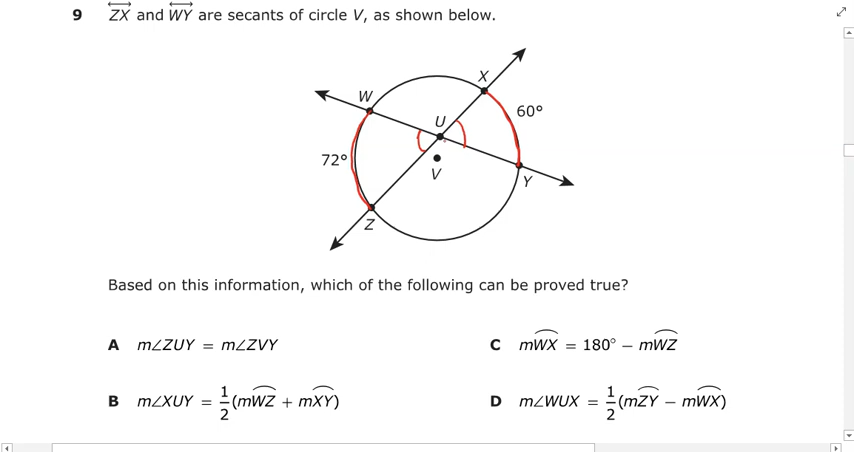 9 ZX and WY are secants of circle V, as shown below.
X
W
60°
U
72°
V
Y
Z
Based on this information, which of the following can be proved true?
A m∠ZUY = m∠ZVY
C mWX = 180° − mWZ
B m∠XUY = 1/2(mWZ + mXY)
D m∠WUX = 1/2(mZY − mWX)